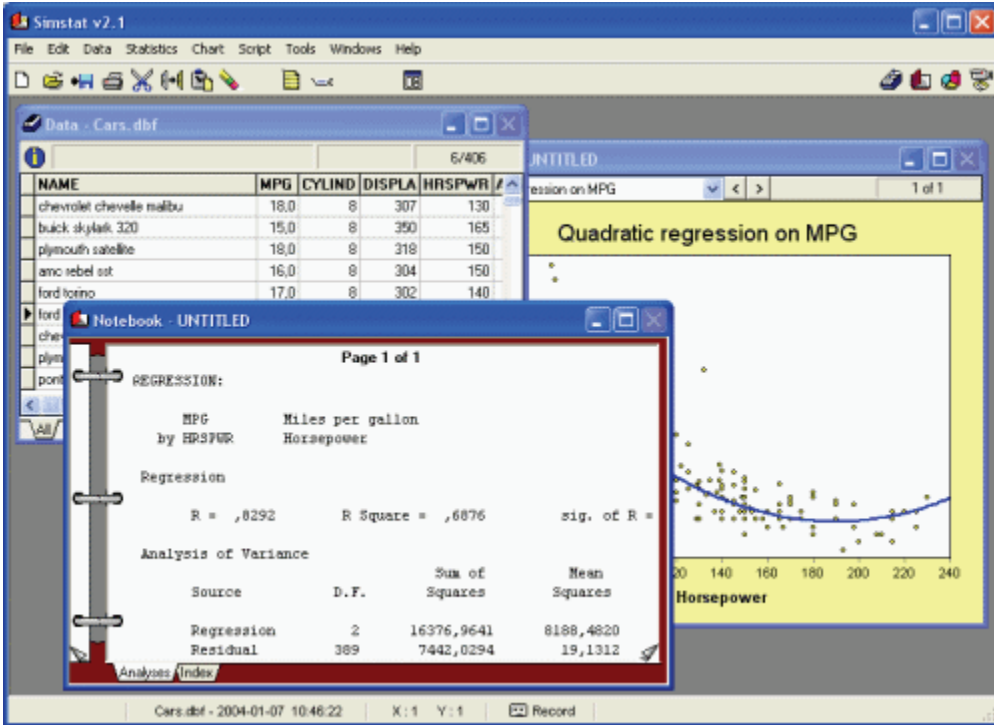 Simstat v2.1
File Edit Data Statistics Chart Script Tools Windows Help
Data - Cars.dbf
6/406
NAME MPG CYLIND DISPLA HRSPWR A
chevrolet chevelle malibu 18,0 8 307 130
buick skylark 320 15,0 8 350 165
plymouth satellite 18,0 8 318 150
amc rebel sst 16,0 8 304 150
ford torino 17,0 8 302 140
ford
chev
plym
pont
All
UNTITLED
ression on MPG
1 of 1
Quadratic regression on MPG
20 140 160 180 200 220 240
Horsepower
Notebook - UNTITLED
Page 1 of 1
REGRESSION:
MPG Miles per gallon
by HRSPWR Horsepower
Regression
R = ,8292 R Square = ,6876 sig. of R =
Analysis of Variance
Sum of Mean
Source D.F. Squares Squares
Regression 2 16376,9641 8188,4820
Residual 389 7442,0294 19,1312
Analyses Index
Cars.dbf - 2004-01-07 10:46:22 X : 1 Y : 1 Record